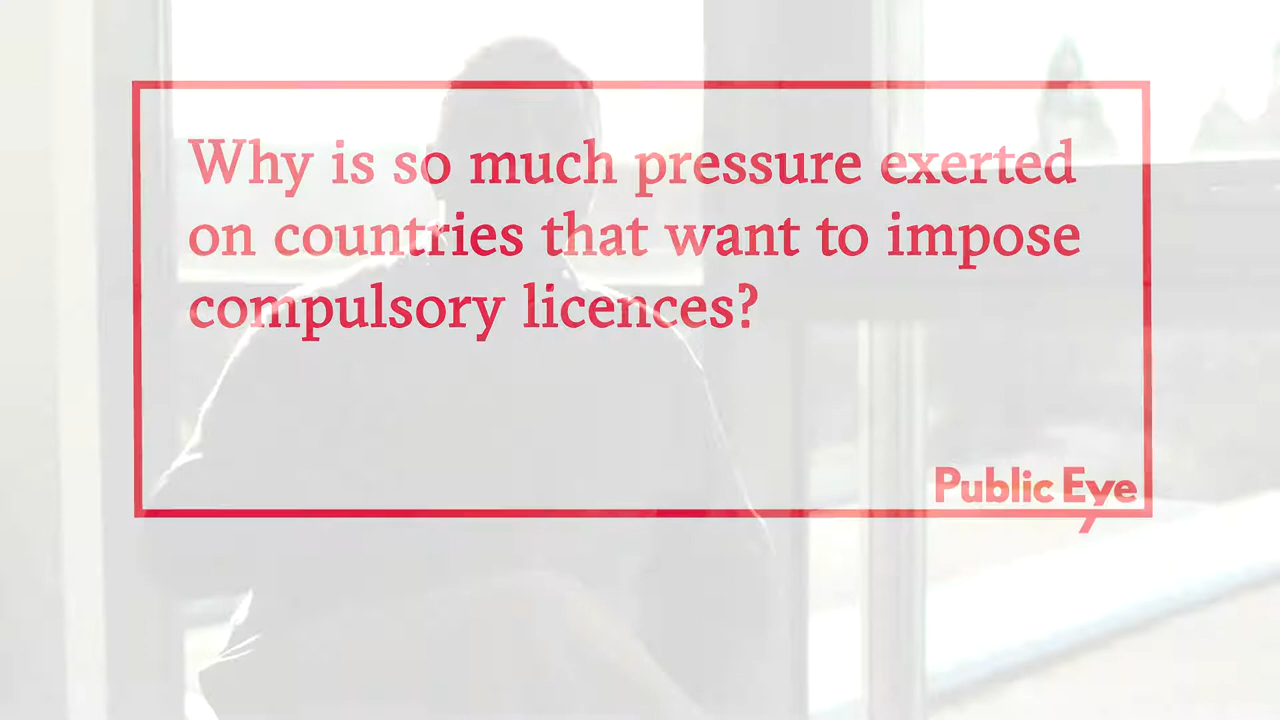 Why is so much pressure exerted
on countries that want to impose
compulsory licences?
Public Eye